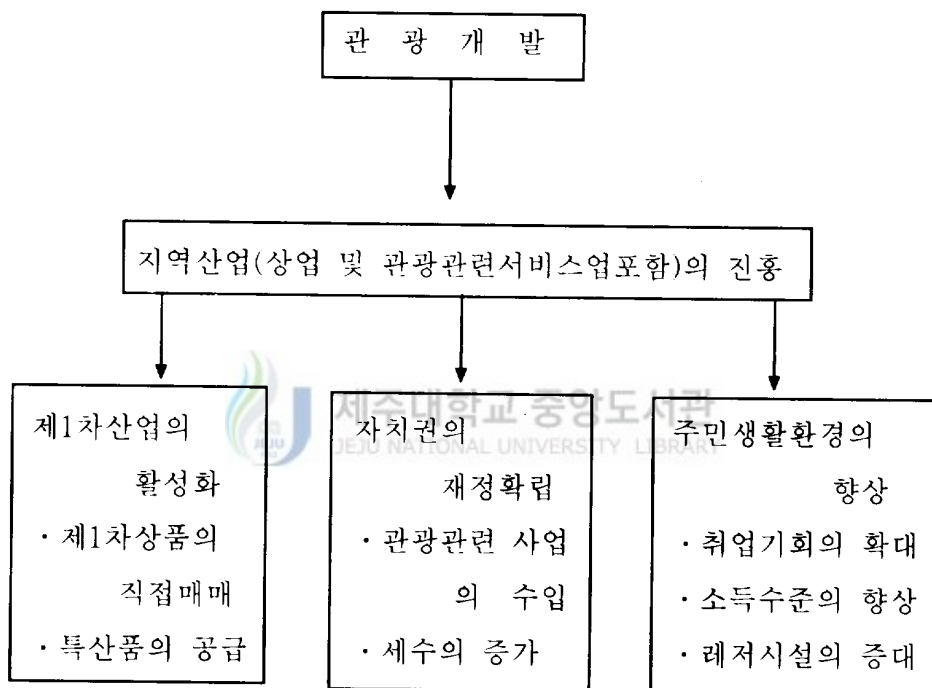 관 광 개 발
지역산업(상업 및 관광관련서비스업포함)의 진흥
제1차산업의
활성화
· 제1차상품의
직접매매
· 특산품의 공급
자치권의
재정확립
· 관광관련 사업
의 수입
· 세수의 증가
주민생활환경의
향상
· 취업기회의 확대
· 소득수준의 향상
· 레저시설의 증대
JEJU
제주대학교 중앙도서관
JEJU NATIONAL UNIVERSITY LIBRARY